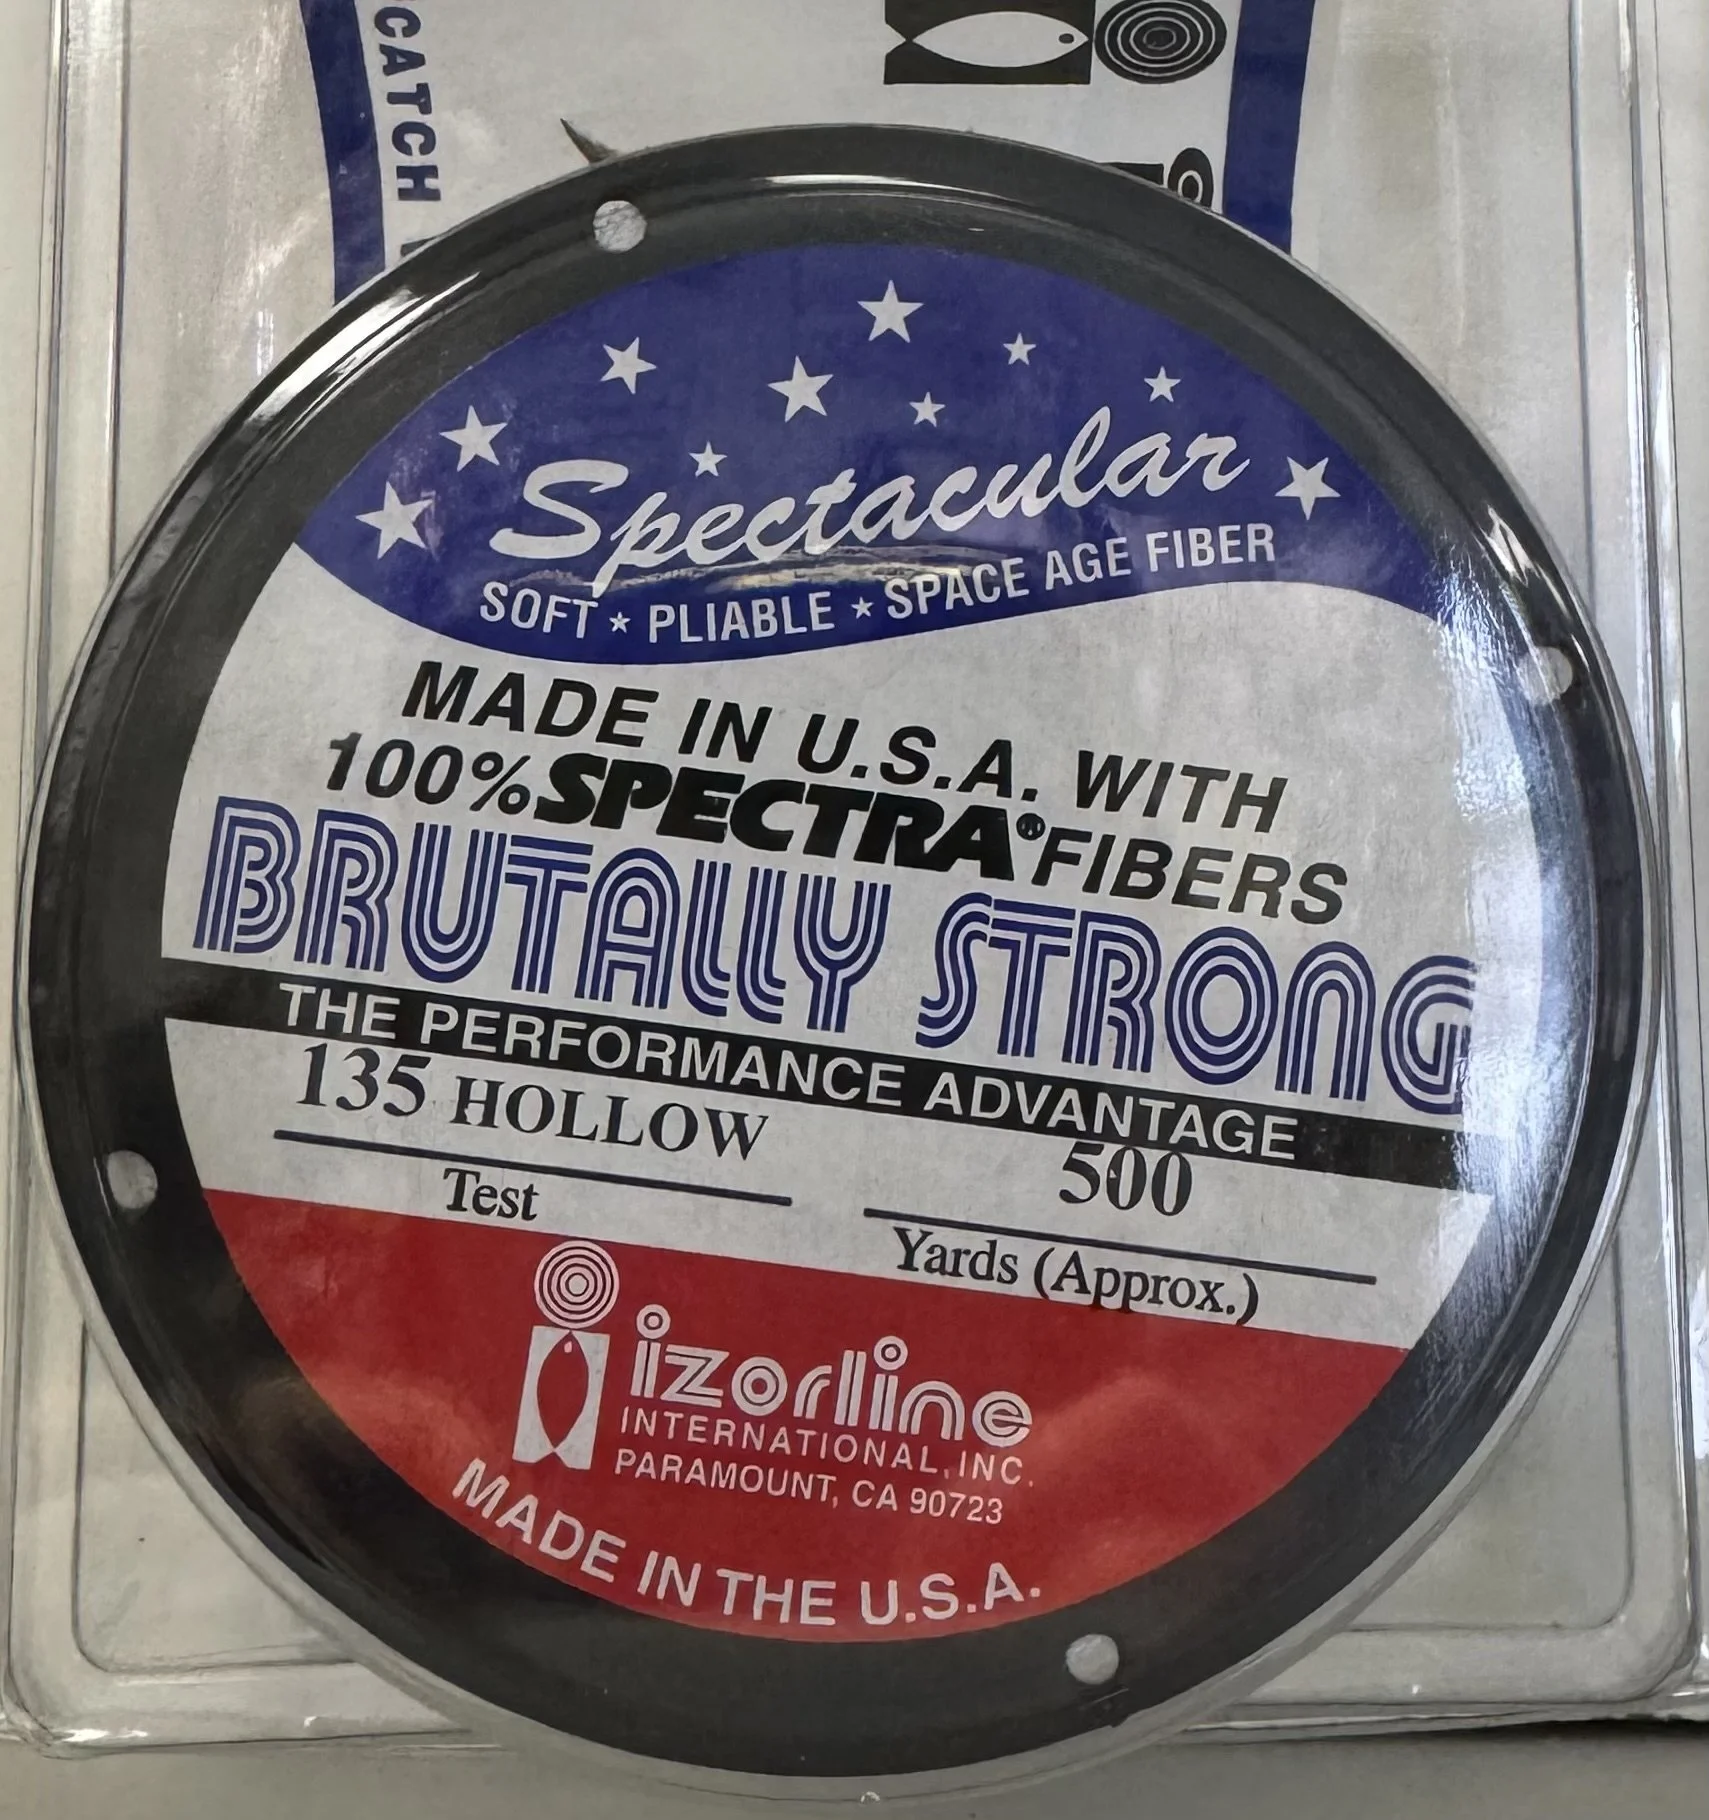 CATCH
Spectacular
SOFT ★ PLIABLE ★ SPACE AGE FIBER
MADE IN U.S.A. WITH
100% SPECTRA® FIBERS
BRUTALLY STRONG
THE PERFORMANCE ADVANTAGE
135 HOLLOW
Test
500
Yards (Approx.)
izorline
INTERNATIONAL, INC.
PARAMOUNT, CA 90723
MADE IN THE U.S.A.